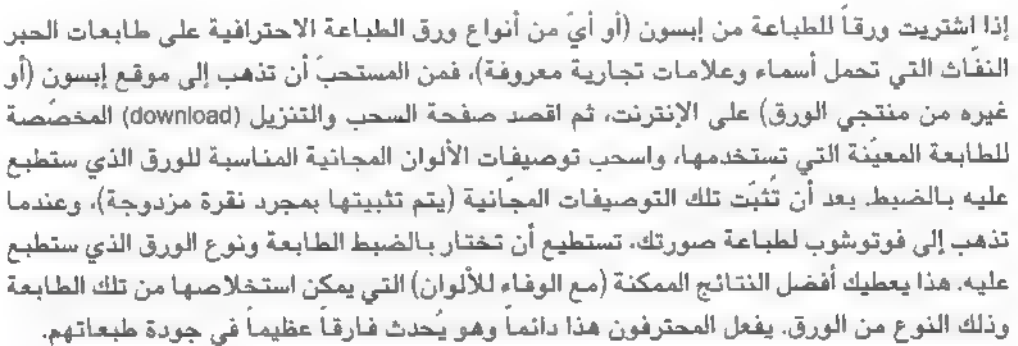 إذا اشتريت ورقاً للطباعة من إبسون (أو أيّ من أنواع ورق الطباعة الاحترافية على طابعات الحبر
النفّاث التي تحمل أسماء وعلامات تجارية معروفة)، فمن المستحبّ أن تذهب إلى موقع إبسون (أو
غيره من منتجي الورق) على الإنترنت، ثم اقصد صفحة السحب والتنزيل (download) المخصّصة
للطابعة المعيّنة التي تستخدمها، واسحب توصيفات الألوان المجانية المناسبة للورق الذي ستطبع
عليه بالضبط. بعد أن تُثبّت تلك التوصيفات المجّانية (يتم تثبيتها بمجرد نقرة مزدوجة)، وعندما
تذهب إلى فوتوشوب لطباعة صورتك، تستطيع أن تختار بالضبط الطابعة ونوع الورق الذي ستطبع
عليه. هذا يعطيك أفضل النتائج الممكنة (مع الوفاء للألوان) التي يمكن استخلاصها من تلك الطابعة
وذلك النوع من الورق. يفعل المحترفون هذا دائماً وهو يُحدث فارقاً عظيماً في جودة طبعاتهم.